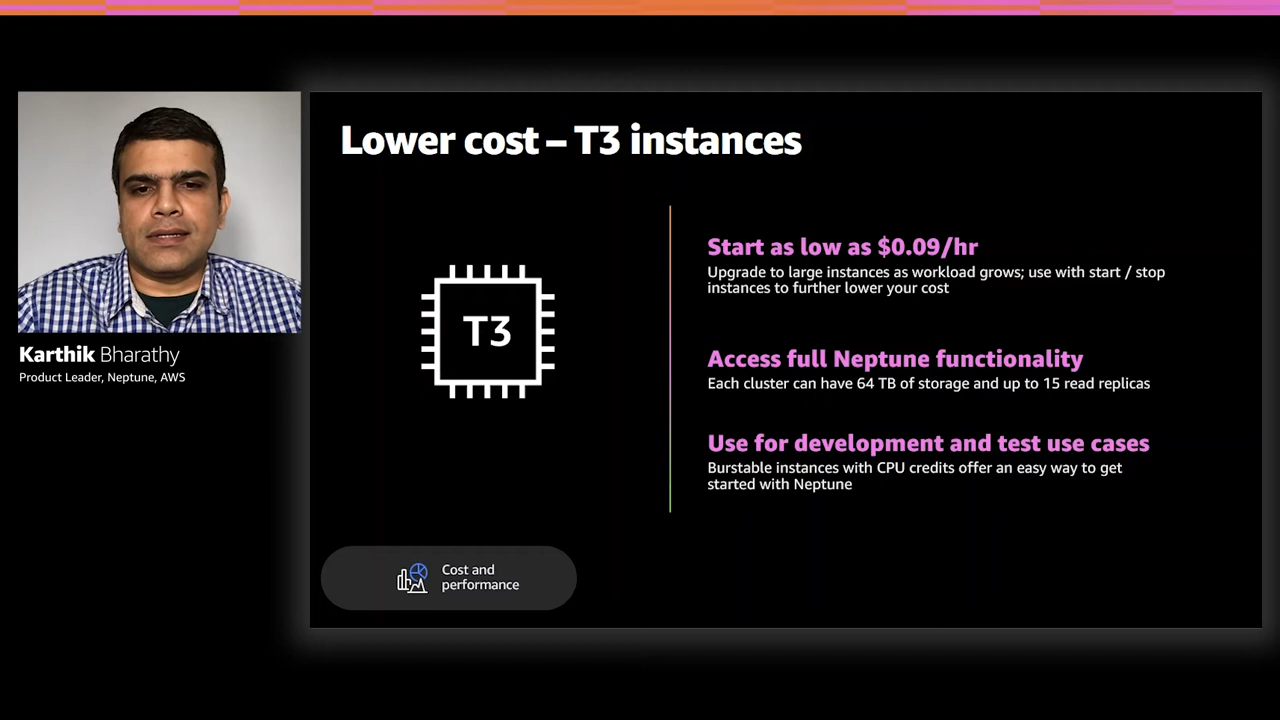 Lower cost – T3 instances
Karthik Bharathy
Product Leader, Neptune, AWS
T3
Start as low as $0.09/hr
Upgrade to large instances as workload grows; use with start / stop
instances to further lower your cost
Access full Neptune functionality
Each cluster can have 64 TB of storage and up to 15 read replicas
Use for development and test use cases
Burstable instances with CPU credits offer an easy way to get
started with Neptune
Cost and
performance